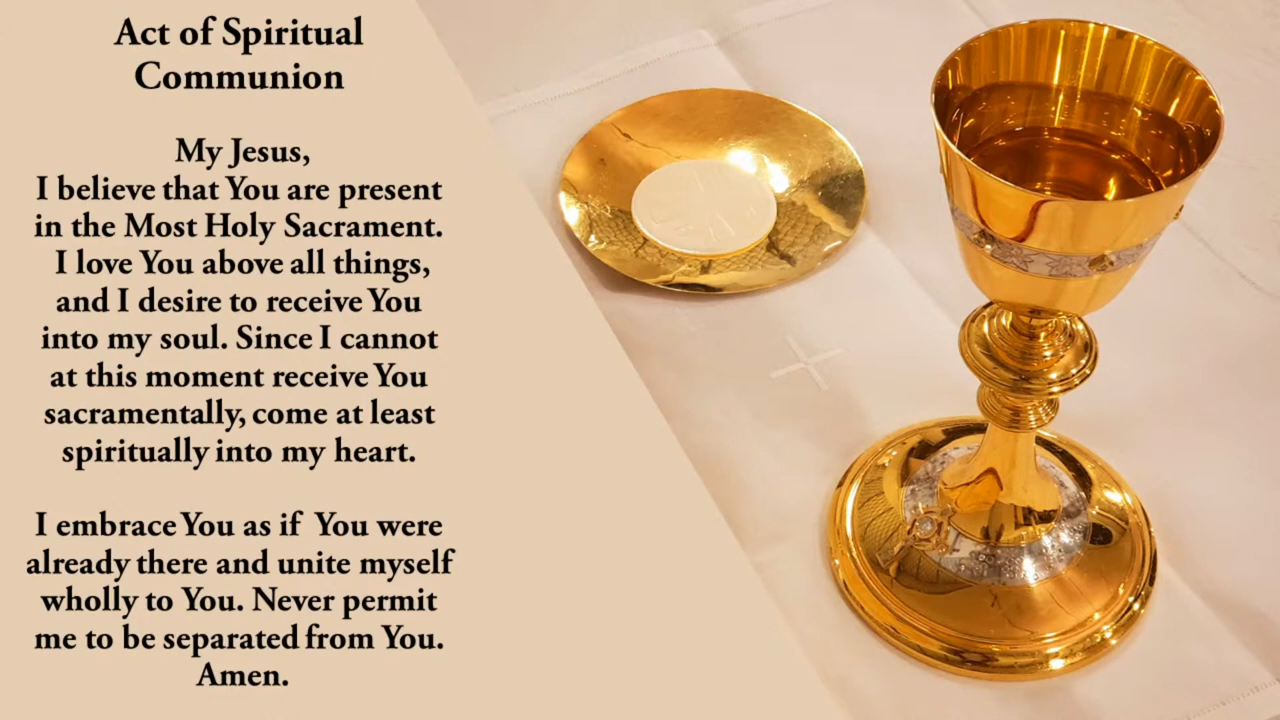 Act of Spiritual
Communion
My Jesus,
I believe that You are present
in the Most Holy Sacrament.
I love You above all things,
and I desire to receive You
into my soul. Since I cannot
at this moment receive You
sacramentally, come at least
spiritually into my heart.
I embrace You as if You were
already there and unite myself
wholly to You. Never permit
me to be separated from You.
Amen.